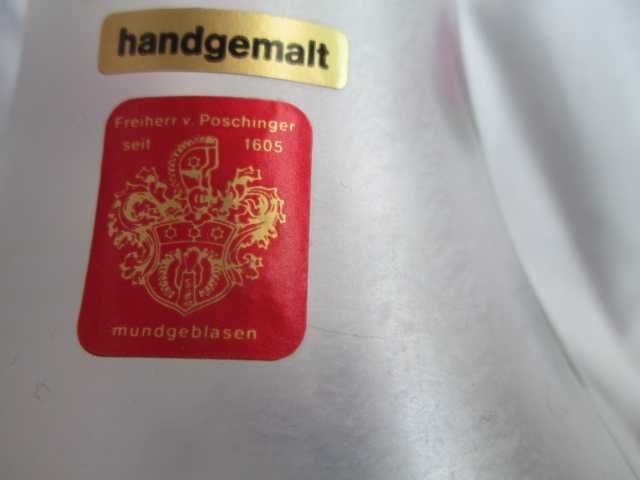 handgemalt
Freiherr v. Poschinger
seit 1605
mundgeblasen